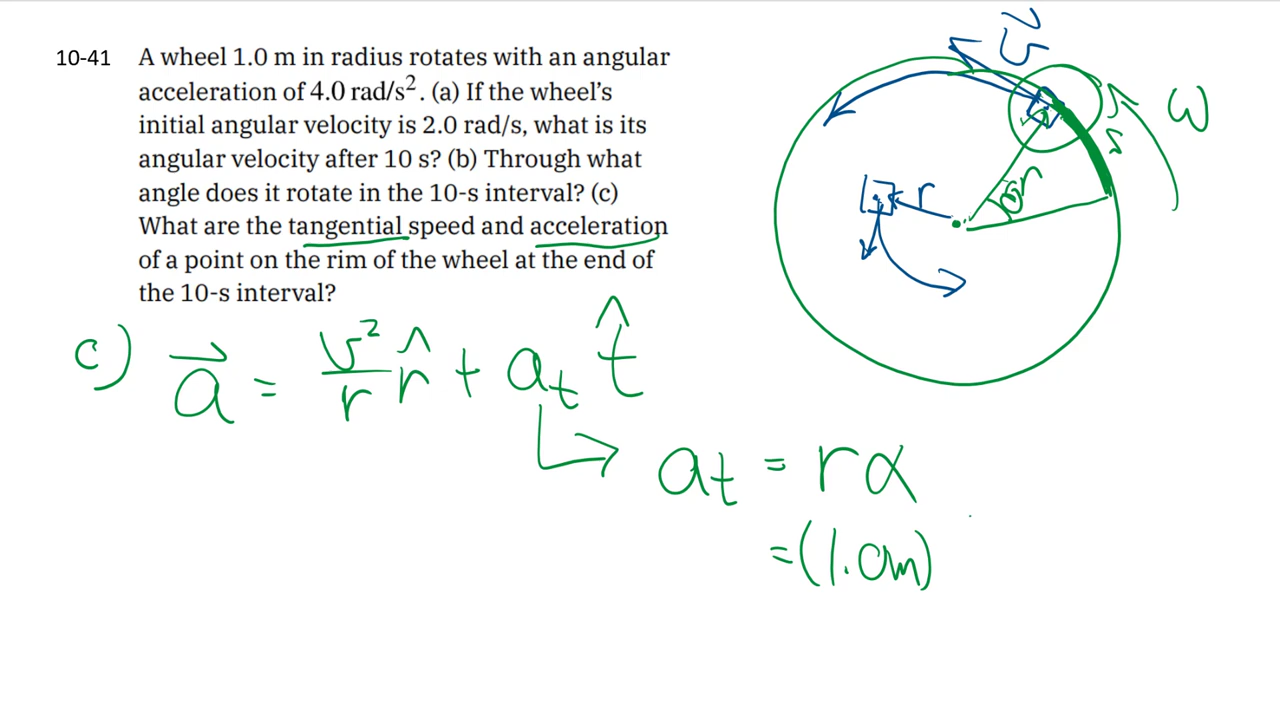 10-41 A wheel 1.0 m in radius rotates with an angular
acceleration of 4.0 rad/s². (a) If the wheel’s
initial angular velocity is 2.0 rad/s, what is its
angular velocity after 10 s? (b) Through what
angle does it rotate in the 10-s interval? (c)
What are the tangential speed and acceleration
of a point on the rim of the wheel at the end of
the 10-s interval?
v
ω
s
r
r
θ
c) a⃗ = v²/r r̂ + aₜ t̂
aₜ = rα
= (1.0m)